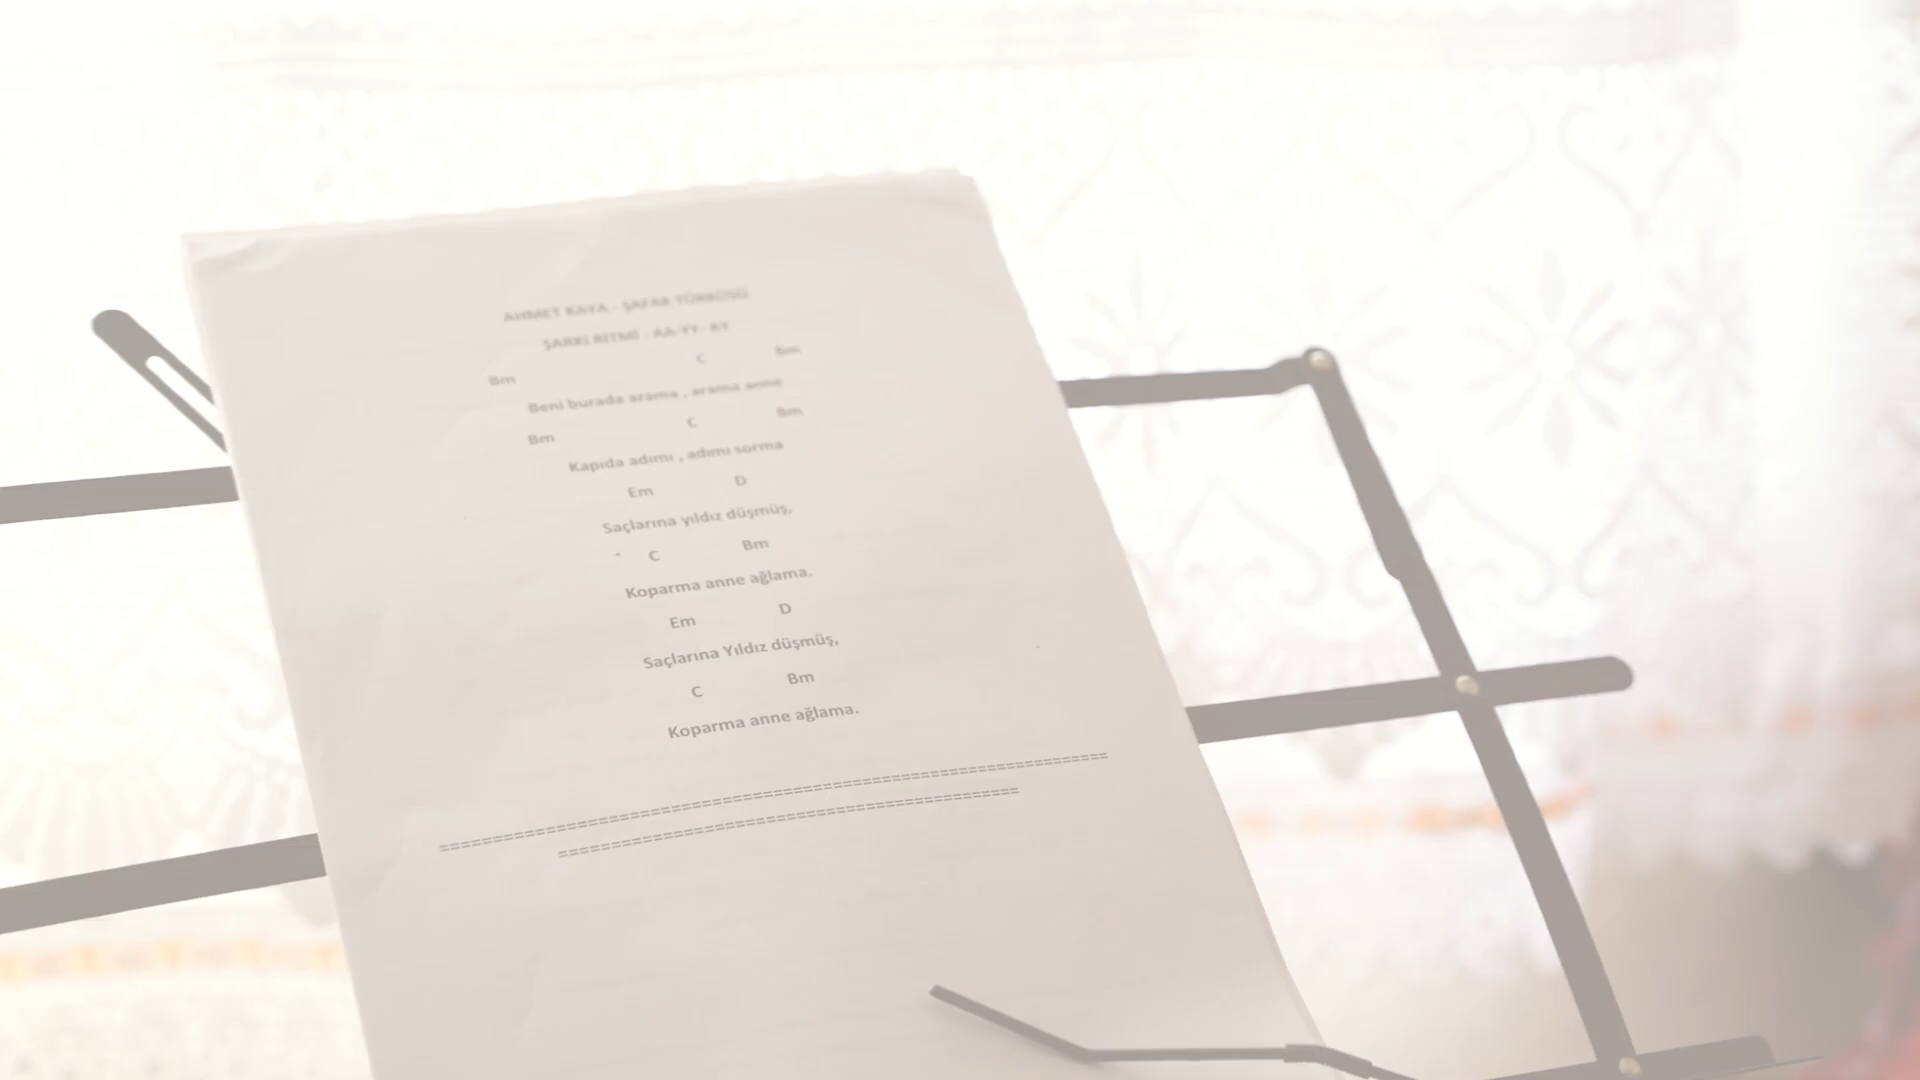 AHMET KAYA - ŞAFAK TÜRKÜSÜ
ŞARKI RİTMİ : AA-YY- AY
Bm C Bm
Beni burada arama , arama anne
Bm C Bm
Kapıda adımı , adımı sorma
Em D
Saçlarına yıldız düşmüş,
C Bm
Koparma anne ağlama.
Em D
Saçlarına Yıldız düşmüş,
C Bm
Koparma anne ağlama.